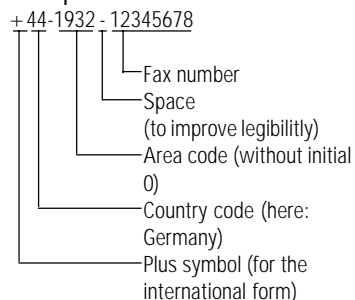 +44-1932 - 12345678
Fax number
Space
(to improve legibilitly)
Area code (without initial
0)
Country code (here:
Germany)
Plus symbol (for the
international form)